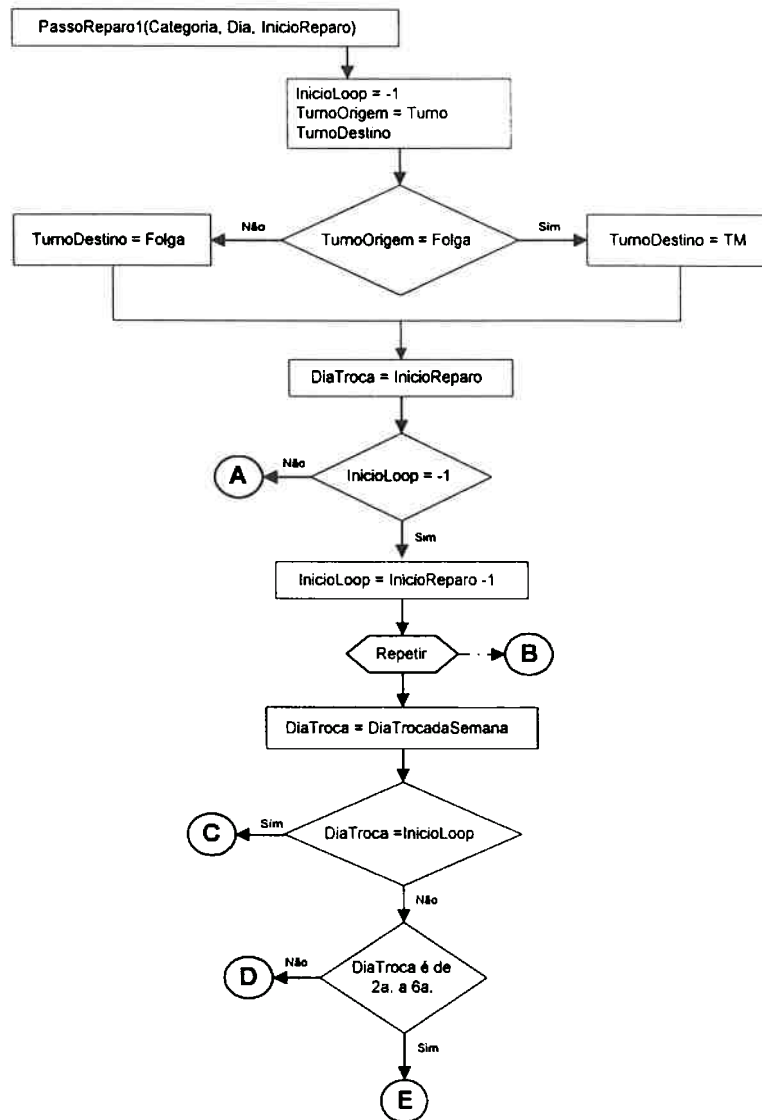 PassoReparo1(Categoria, Dia, InicioReparo)
InicioLoop = -1
TurnoOrigem = Turno
TurnoDestino
Não
Sim
TurnoDestino = Folga
TurnoOrigem = Folga
TurnoDestino = TM
DiaTroca = InicioReparo
A
Não
InicioLoop = -1
Sim
InicioLoop = InicioReparo -1
Repetir
B
DiaTroca = DiaTrocadaSemana
C
Sim
DiaTroca =InicioLoop
Não
D
Não
DiaTroca é de
2a. a 6a.
Sim
E